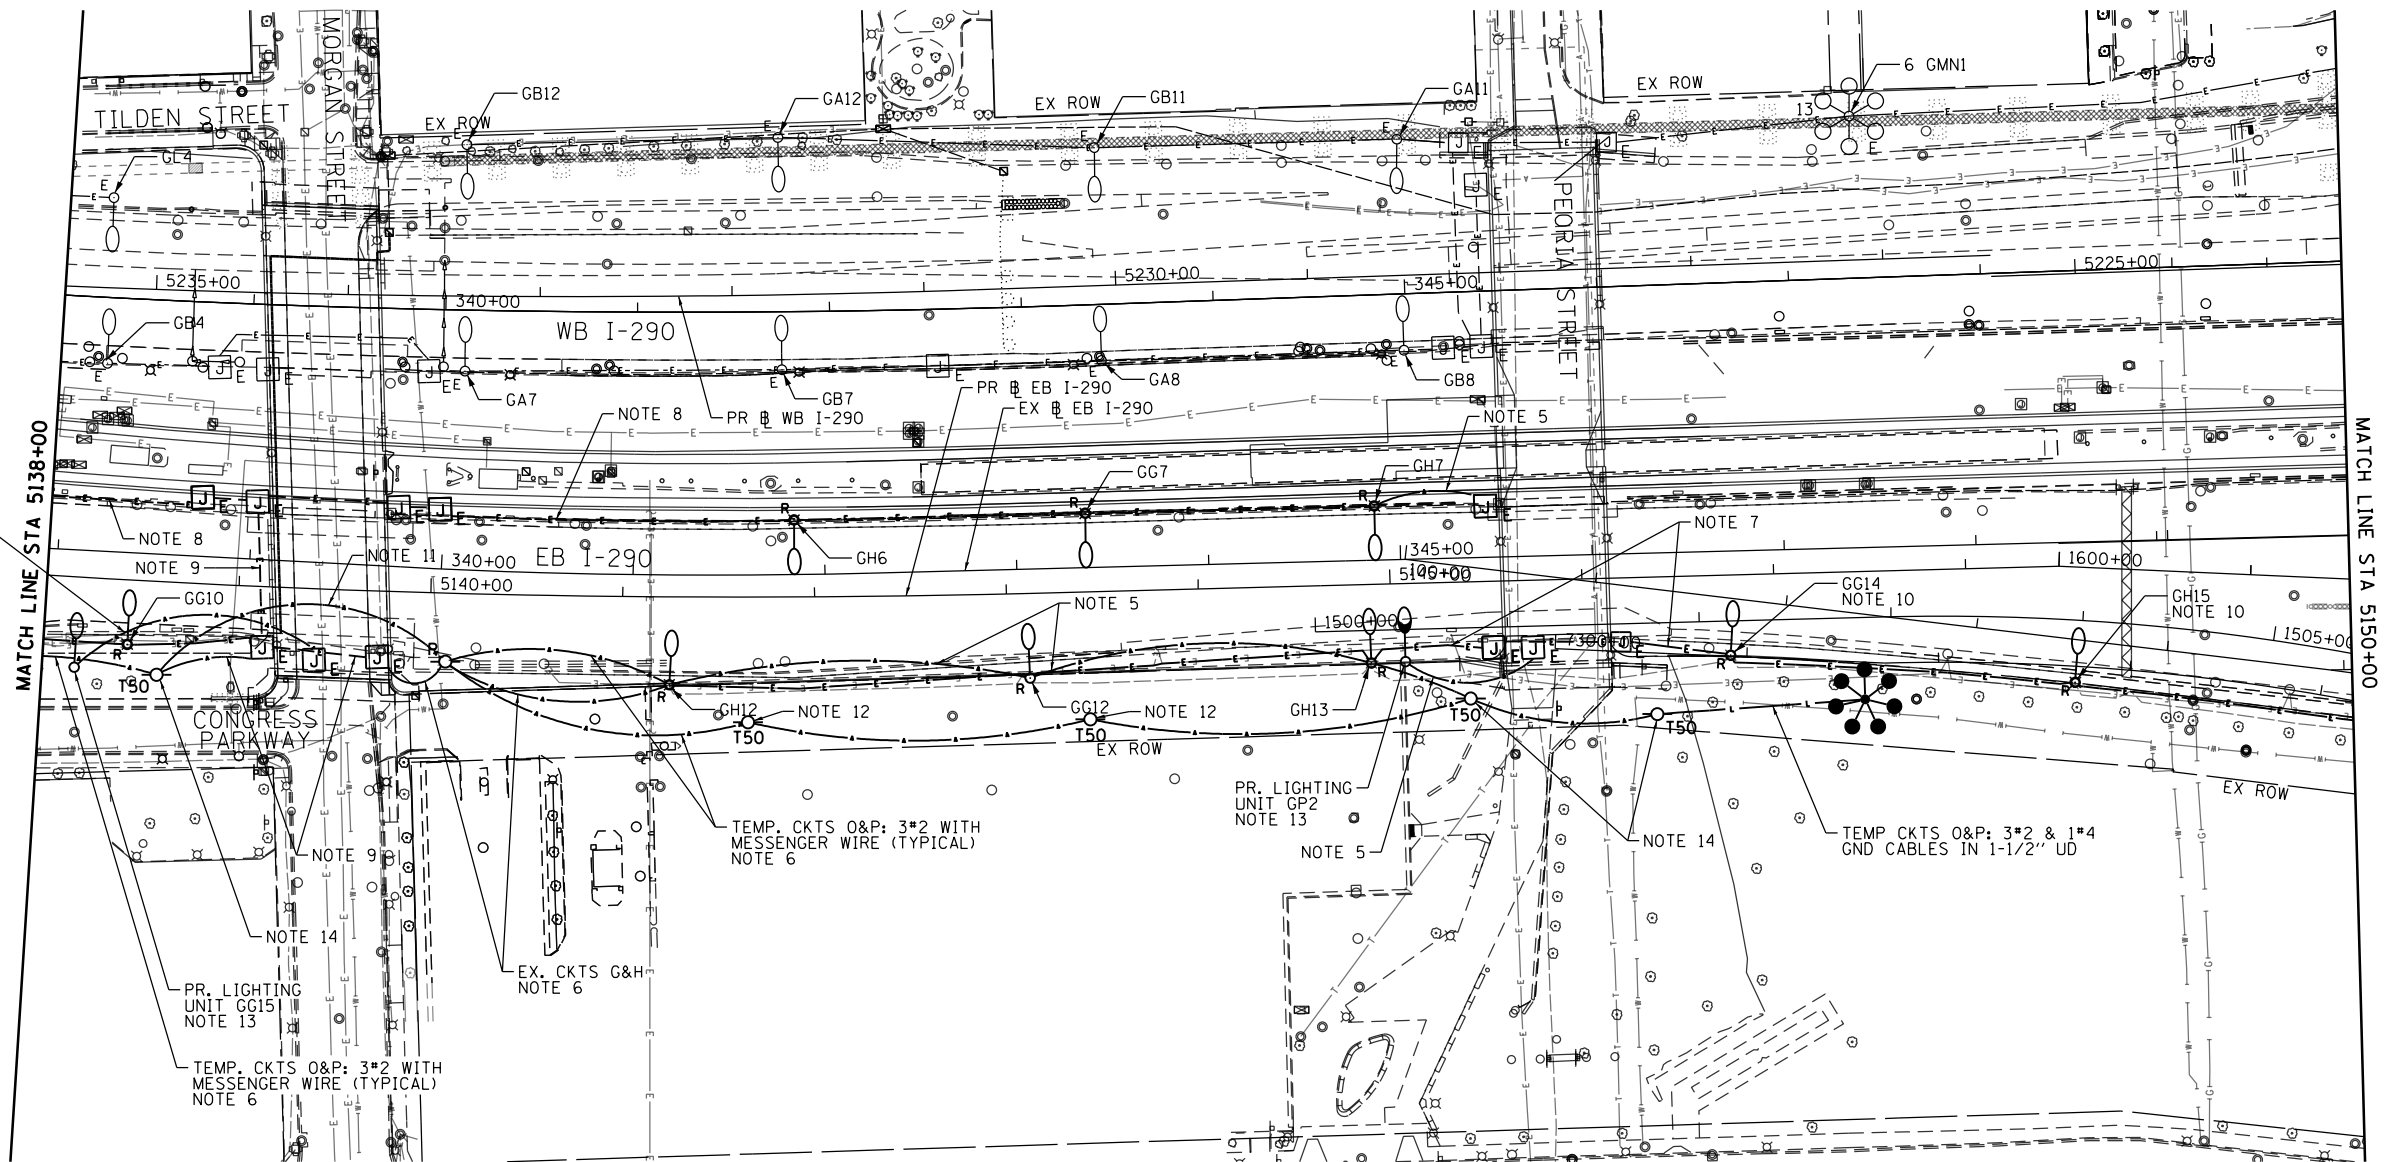 MORGAN STREET
TILDEN STREET
EX ROW
GB12
GA12
EX ROW
GB11
GA11
EX ROW
6 GMN1
13
GL4
PEORIA STREET
5235+00
340+00
5230+00
345+00
5225+00
WB I-290
GB4
GA7
GB7
GA8
GB8
NOTE 8
PR BL WB I-290
PR BL EB I-290
EX BL EB I-290
NOTE 5
GG7
GH7
NOTE 7
MATCH LINE STA 5138+00
MATCH LINE STA 5150+00
NOTE 8
NOTE 9
NOTE 11
340+00
EB I-290
GH6
345+00
5140+00
5145+00
1600+00
GG10
NOTE 5
1500+00
GG14
NOTE 10
GH15
NOTE 10
1505+00
T50
CONGRESS
PARKWAY
GH12
NOTE 12
T50
GG12
NOTE 12
T50
GH13
T50
T50
EX ROW
EX ROW
PR. LIGHTING
UNIT GP2
NOTE 13
NOTE 5
NOTE 14
TEMP CKTS O&P: 3#2 & 1#4
GND CABLES IN 1-1/2" UD
TEMP. CKTS O&P: 3#2 WITH
MESSENGER WIRE (TYPICAL)
NOTE 6
NOTE 9
NOTE 14
EX. CKTS G&H
NOTE 6
PR. LIGHTING
UNIT GG15
NOTE 13
TEMP. CKTS O&P: 3#2 WITH
MESSENGER WIRE (TYPICAL)
NOTE 6